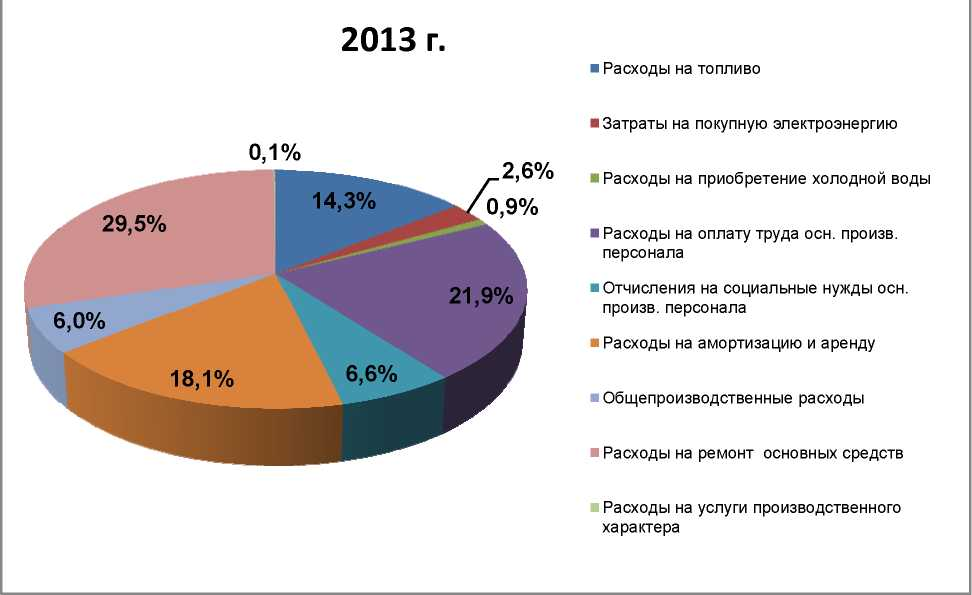 2013 г.
0,1%
14,3%
2,6%
0,9%
29,5%
21,9%
6,0%
18,1%
6,6%
Расходы на топливо
Затраты на покупную электроэнергию
Расходы на приобретение холодной воды
Расходы на оплату труда осн. произв.
персонала
Отчисления на социальные нужды осн.
произв. персонала
Расходы на амортизацию и аренду
Общепроизводственные расходы
Расходы на ремонт основных средств
Расходы на услуги производственного
характера